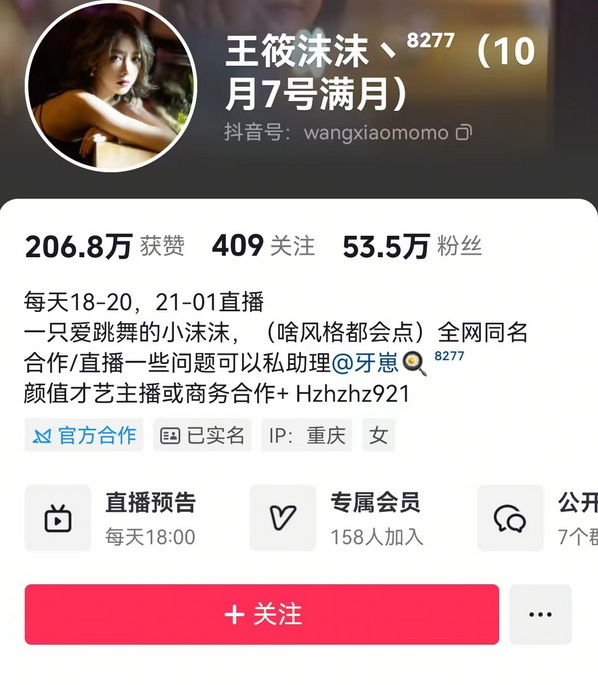 王筱沫沫丶8277（10
月7号满月）
抖音号：wangxiaomomo
206.8万 获赞 409 关注 53.5万 粉丝
每天18-20，21-01直播
一只爱跳舞的小沫沫，（啥风格都会点）全网同名
合作/直播一些问题可以私助理@牙崽🍳 8277
颜值才艺主播或商务合作+ Hzhzhz921
官方合作 已实名 IP：重庆 女
直播预告 专属会员 公开
每天18:00 158人加入 7个群
+ 关注